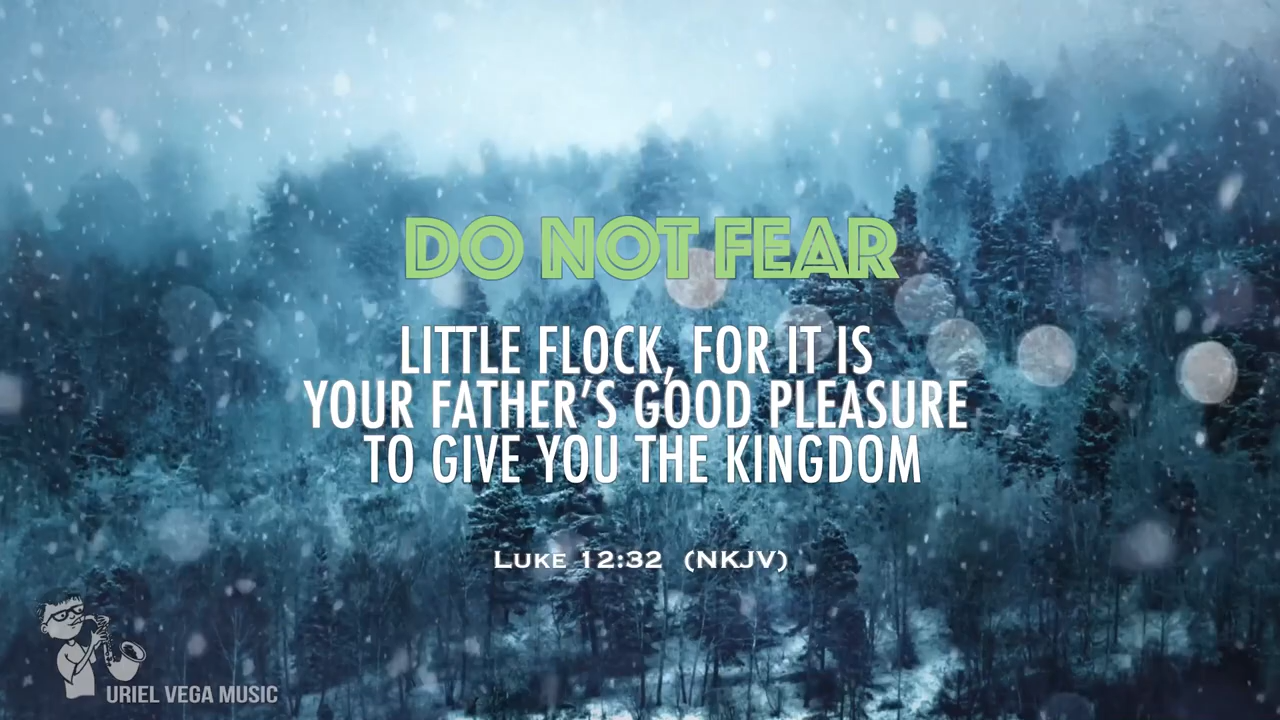 DO NOT FEAR
LITTLE FLOCK, FOR IT IS
YOUR FATHER'S GOOD PLEASURE
TO GIVE YOU THE KINGDOM
LUKE 12:32 (NKJV)
URIEL VEGA MUSIC